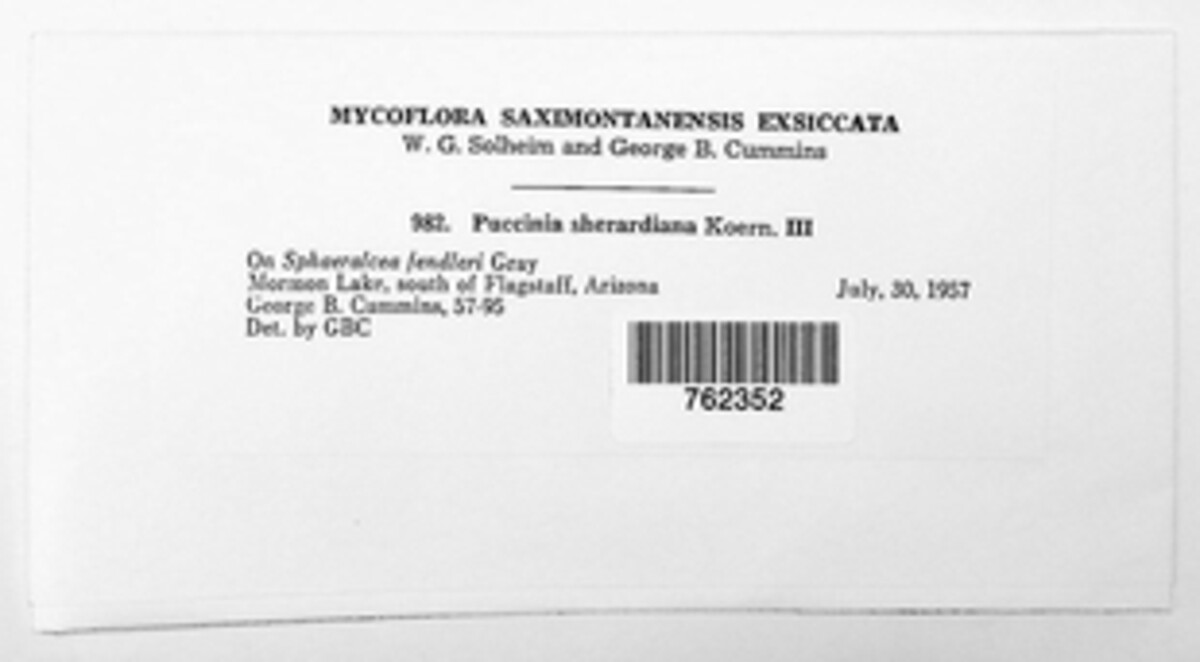 MYCOFLORA SAXIMONTANENSIS EXSICCATA
W. G. Solheim and George B. Cummins
982. Puccinia sherardiana Koern. III
On Sphaeralcea fendleri Gray
Mormon Lake, south of Flagstaff, Arizona July, 30, 1957
George B. Cummins, 57-95
Det. by GBC
762352